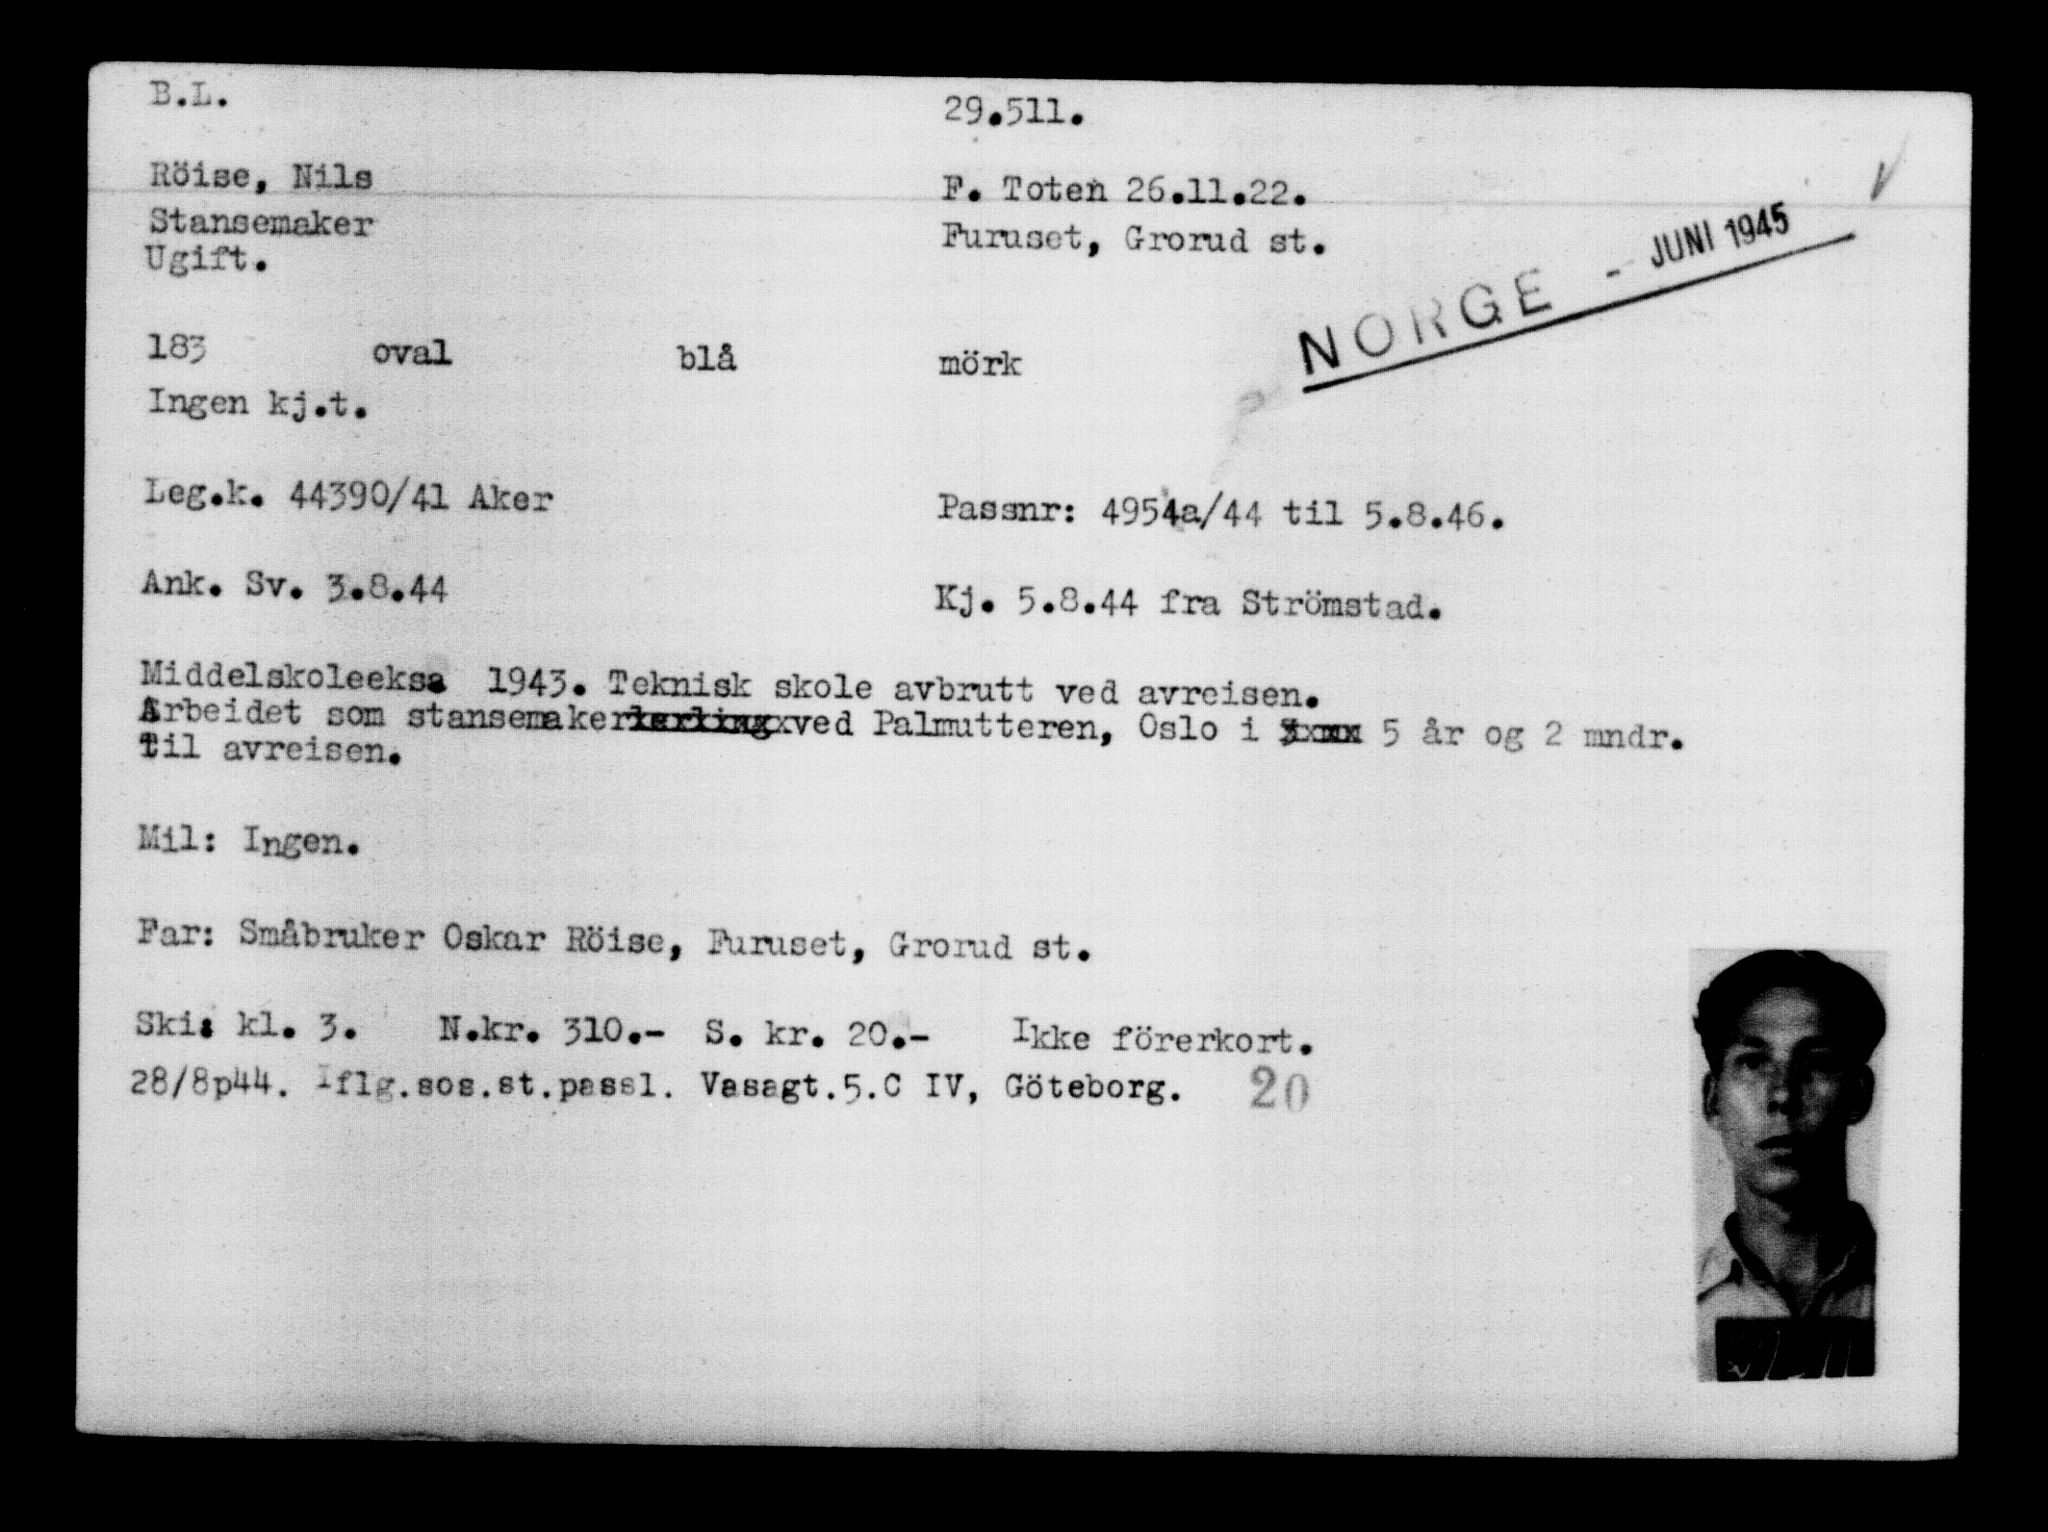 B.L.
29.511.
Röise, Nils
F. Toten 26.11.22.
Stansemaker
Furuset, Grorud st.
Ugift.
NORGE - JUNI 1945
183 oval blå mörk
Ingen kj.t.
Leg.k. 44390/41 Aker
Passnr: 4954a/44 til 5.8.46.
Ank. Sv. 3.8.44
Kj. 5.8.44 fra Strömstad.
Middelskoleeksa 1943. Teknisk skole avbrutt ved avreisen.
Arbeidet som stansemaker ved Palmutteren, Oslo i 5 år og 2 mndr.
til avreisen.
Mil: Ingen.
Far: Småbruker Oskar Röise, Furuset, Grorud st.
Ski: kl. 3. N.kr. 310.- S. kr. 20.- Ikke förerkort.
28/8p44. Iflg.sos.st.passl. Vasagt.5.C IV, Göteborg. 20